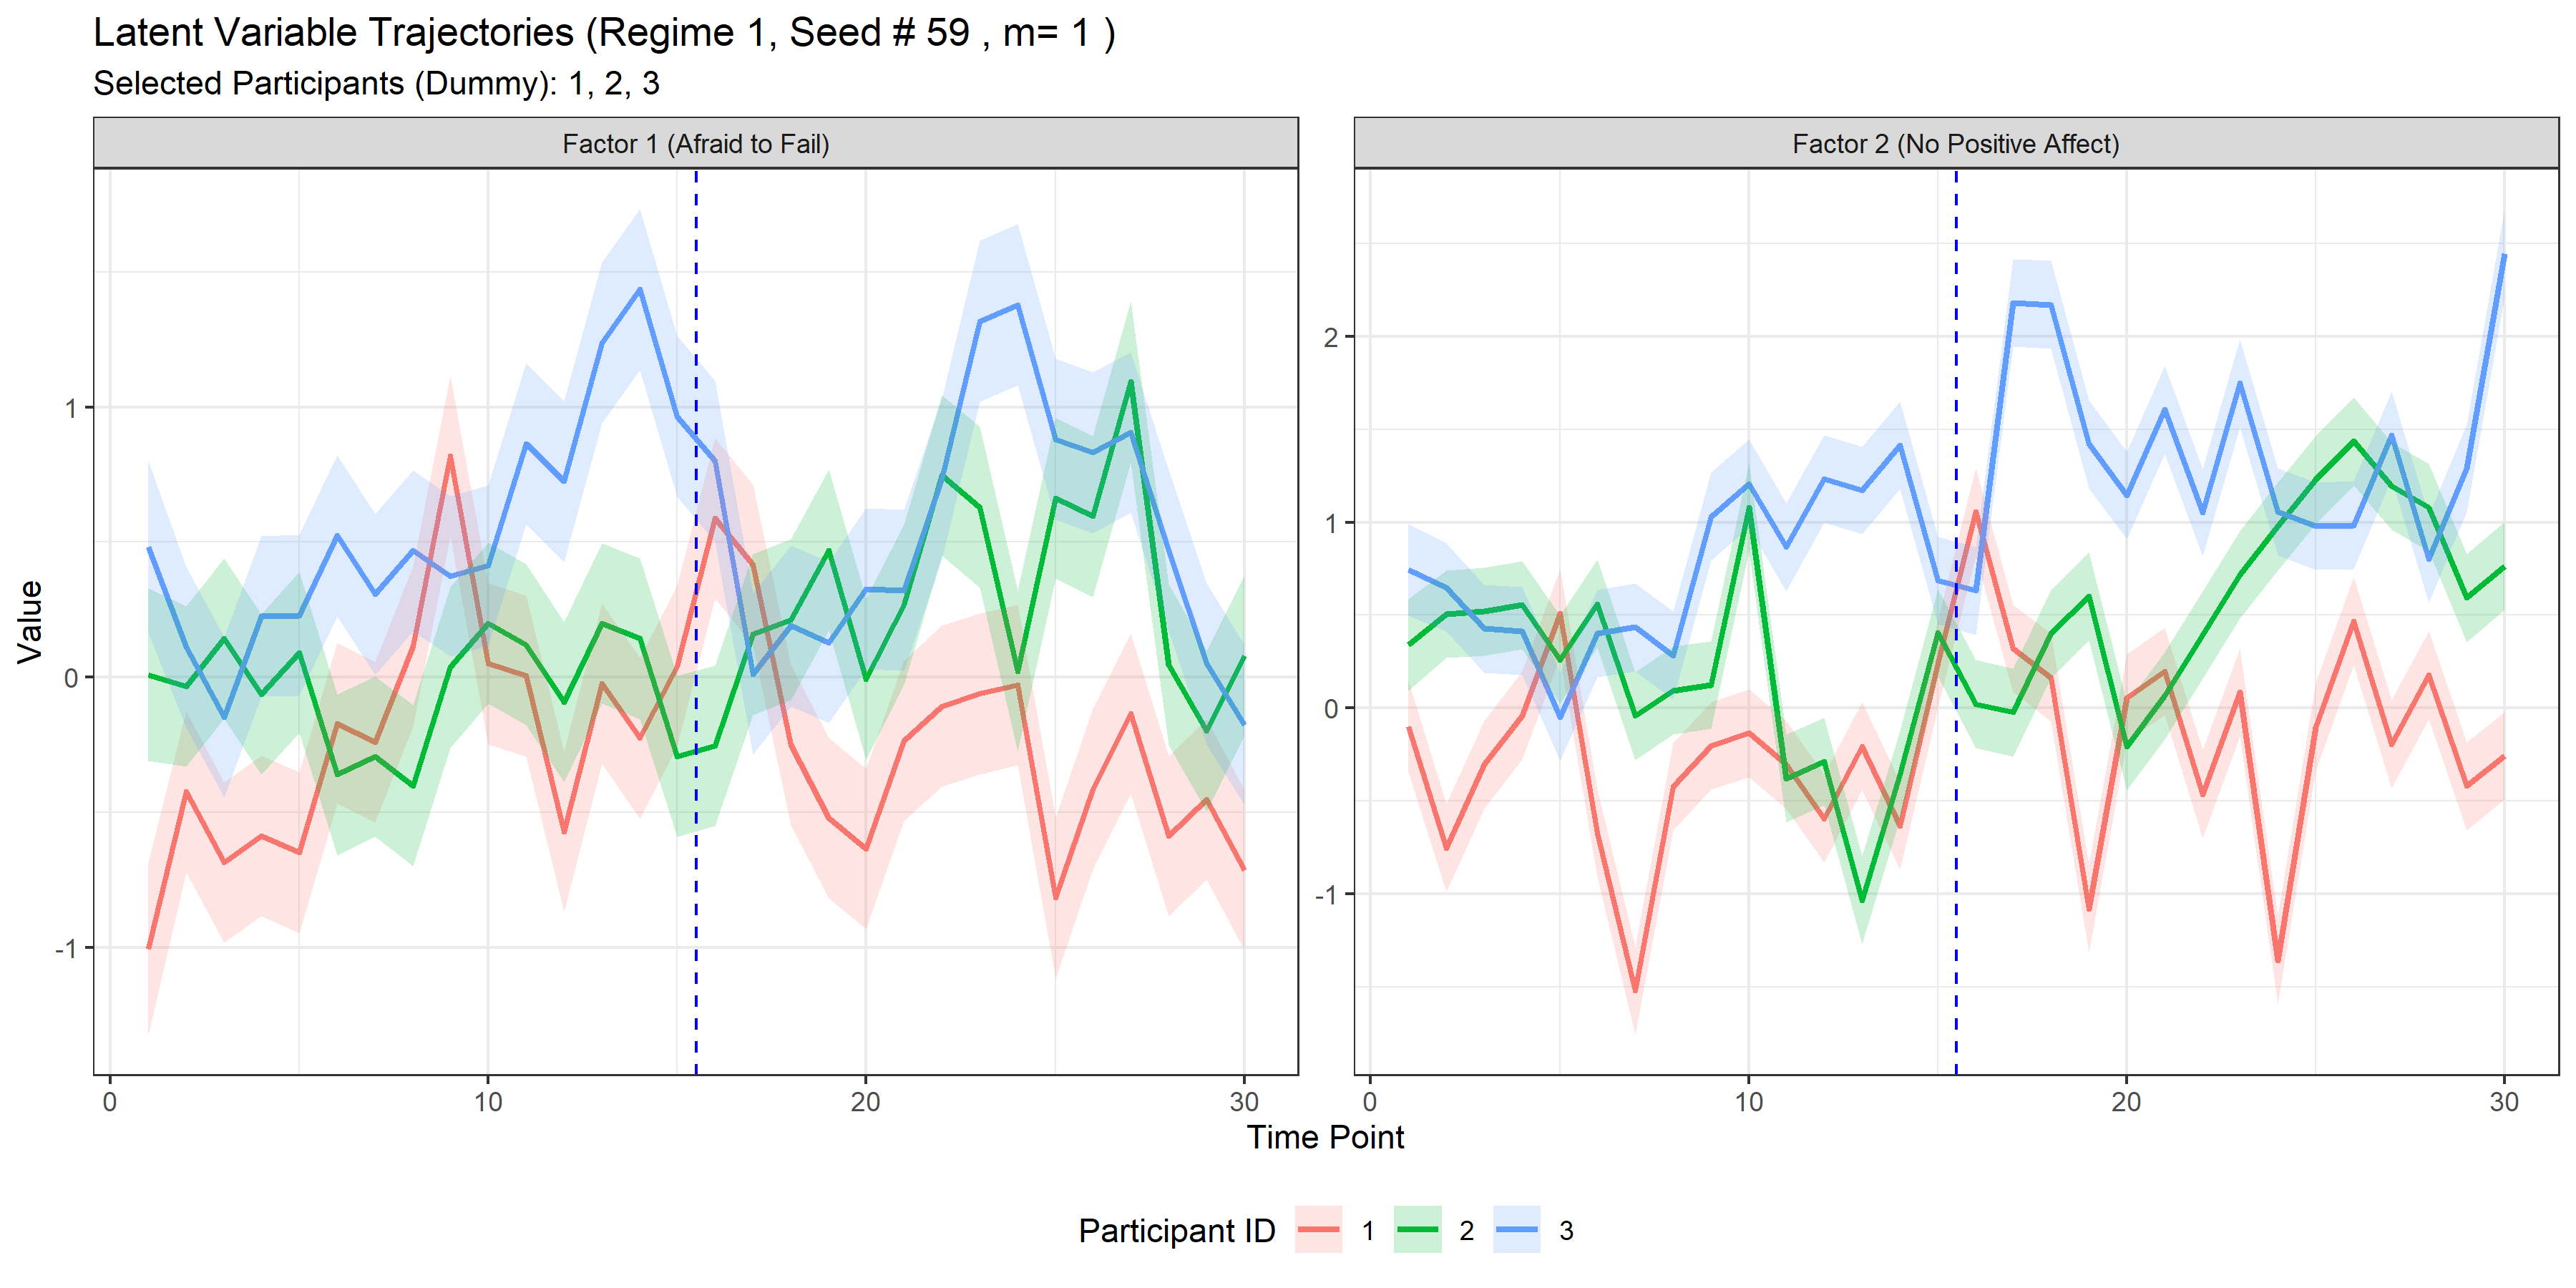 Latent Variable Trajectories (Regime 1, Seed # 59 , m= 1 )
Selected Participants (Dummy): 1, 2, 3
Factor 1 (Afraid to Fail)
Factor 2 (No Positive Affect)
Value
1
0
-1
2
1
0
-1
0 10 20 30
0 10 20 30
Time Point
Participant ID 1 2 3